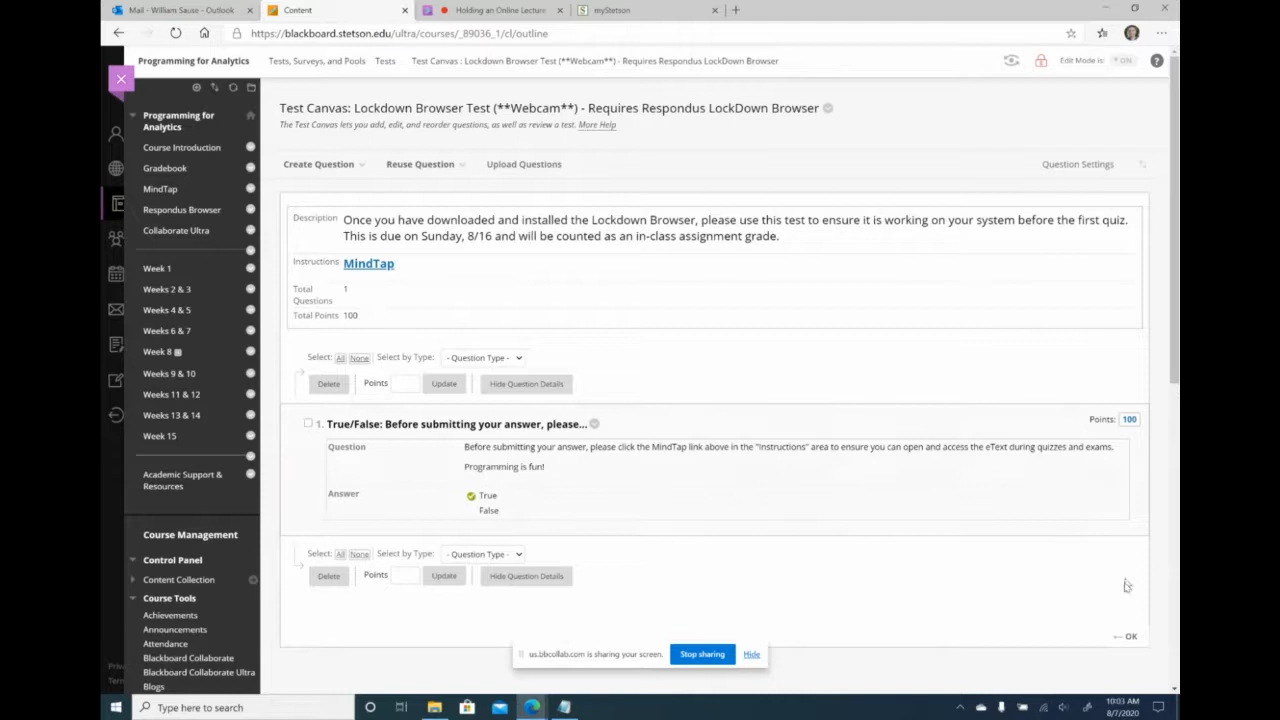 Mail - William Sause - Outlook
Content
Holding an Online Lecture
myStetson
https://blackboard.stetson.edu/ultra/courses/_89036_1/cl/outline
Programming for Analytics
Tests, Surveys, and Pools
Tests
Test Canvas : Lockdown Browser Test (**Webcam**) - Requires Respondus LockDown Browser
Edit Mode is:
ON
Programming for
Analytics
Course Introduction
Gradebook
MindTap
Respondus Browser
Collaborate Ultra
Week 1
Weeks 2 & 3
Weeks 4 & 5
Weeks 6 & 7
Week 8
Weeks 9 & 10
Weeks 11 & 12
Weeks 13 & 14
Week 15
Academic Support &
Resources
Course Management
Control Panel
Content Collection
Course Tools
Achievements
Announcements
Attendance
Blackboard Collaborate
Blackboard Collaborate Ultra
Blogs
Test Canvas: Lockdown Browser Test (**Webcam**) - Requires Respondus LockDown Browser
The Test Canvas lets you add, edit, and reorder questions, as well as review a test. More Help
Create Question
Reuse Question
Upload Questions
Question Settings
Description
Once you have downloaded and installed the Lockdown Browser, please use this test to ensure it is working on your system before the first quiz.
This is due on Sunday, 8/16 and will be counted as an in-class assignment grade.
Instructions
MindTap
Total
Questions
1
Total Points 100
Select: All None Select by Type: - Question Type -
Delete
Points
Update
Hide Question Details
1. True/False: Before submitting your answer, please...
Points: 100
Question
Before submitting your answer, please click the MindTap link above in the "Instructions" area to ensure you can open and access the eText during quizzes and exams.
Programming is fun!
Answer
True
False
Select: All None Select by Type: - Question Type -
Delete
Points
Update
Hide Question Details
← OK
us.bbcollab.com is sharing your screen.
Stop sharing
Hide
Type here to search
10:03 AM
8/7/2020